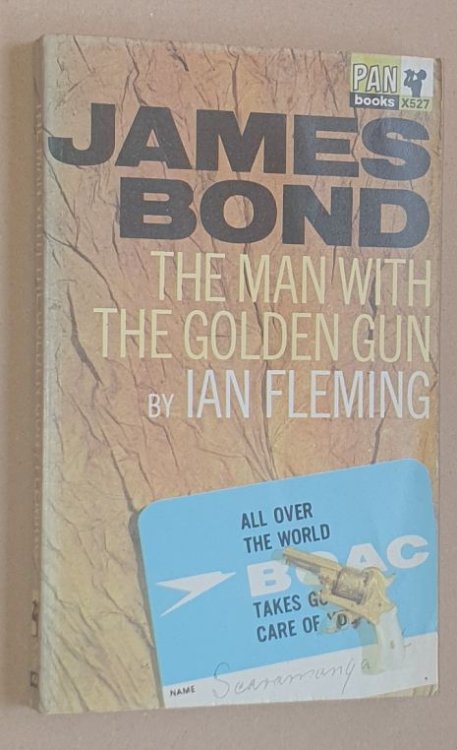 PAN
books X527
JAMES
BOND
THE MAN WITH
THE GOLDEN GUN
BY IAN FLEMING
ALL OVER
THE WORLD
BOAC
TAKES
CARE OF
NAME Scaramanga